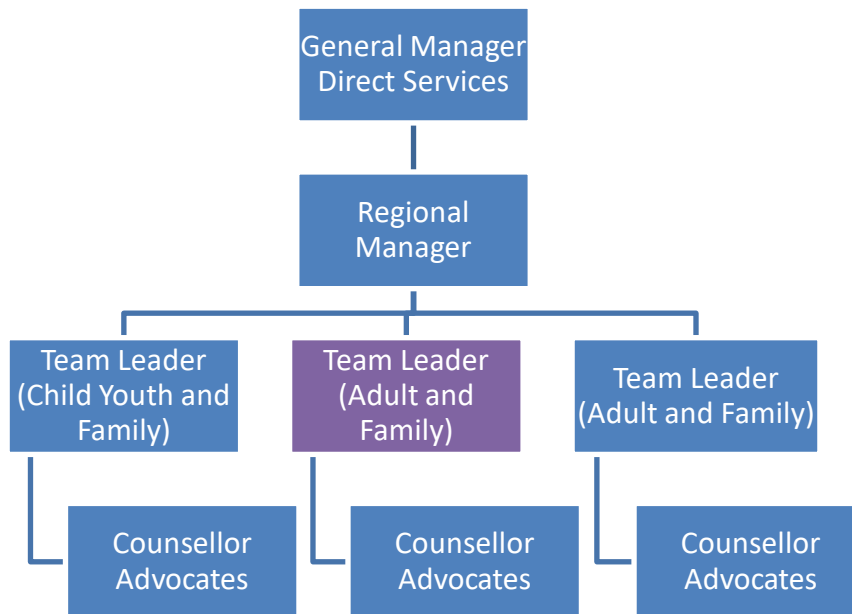 General Manager
Direct Services
Regional
Manager
Team Leader
(Child Youth and
Family)
Team Leader
(Adult and
Family)
Team Leader
(Adult and Family)
Counsellor
Advocates
Counsellor
Advocates
Counsellor
Advocates